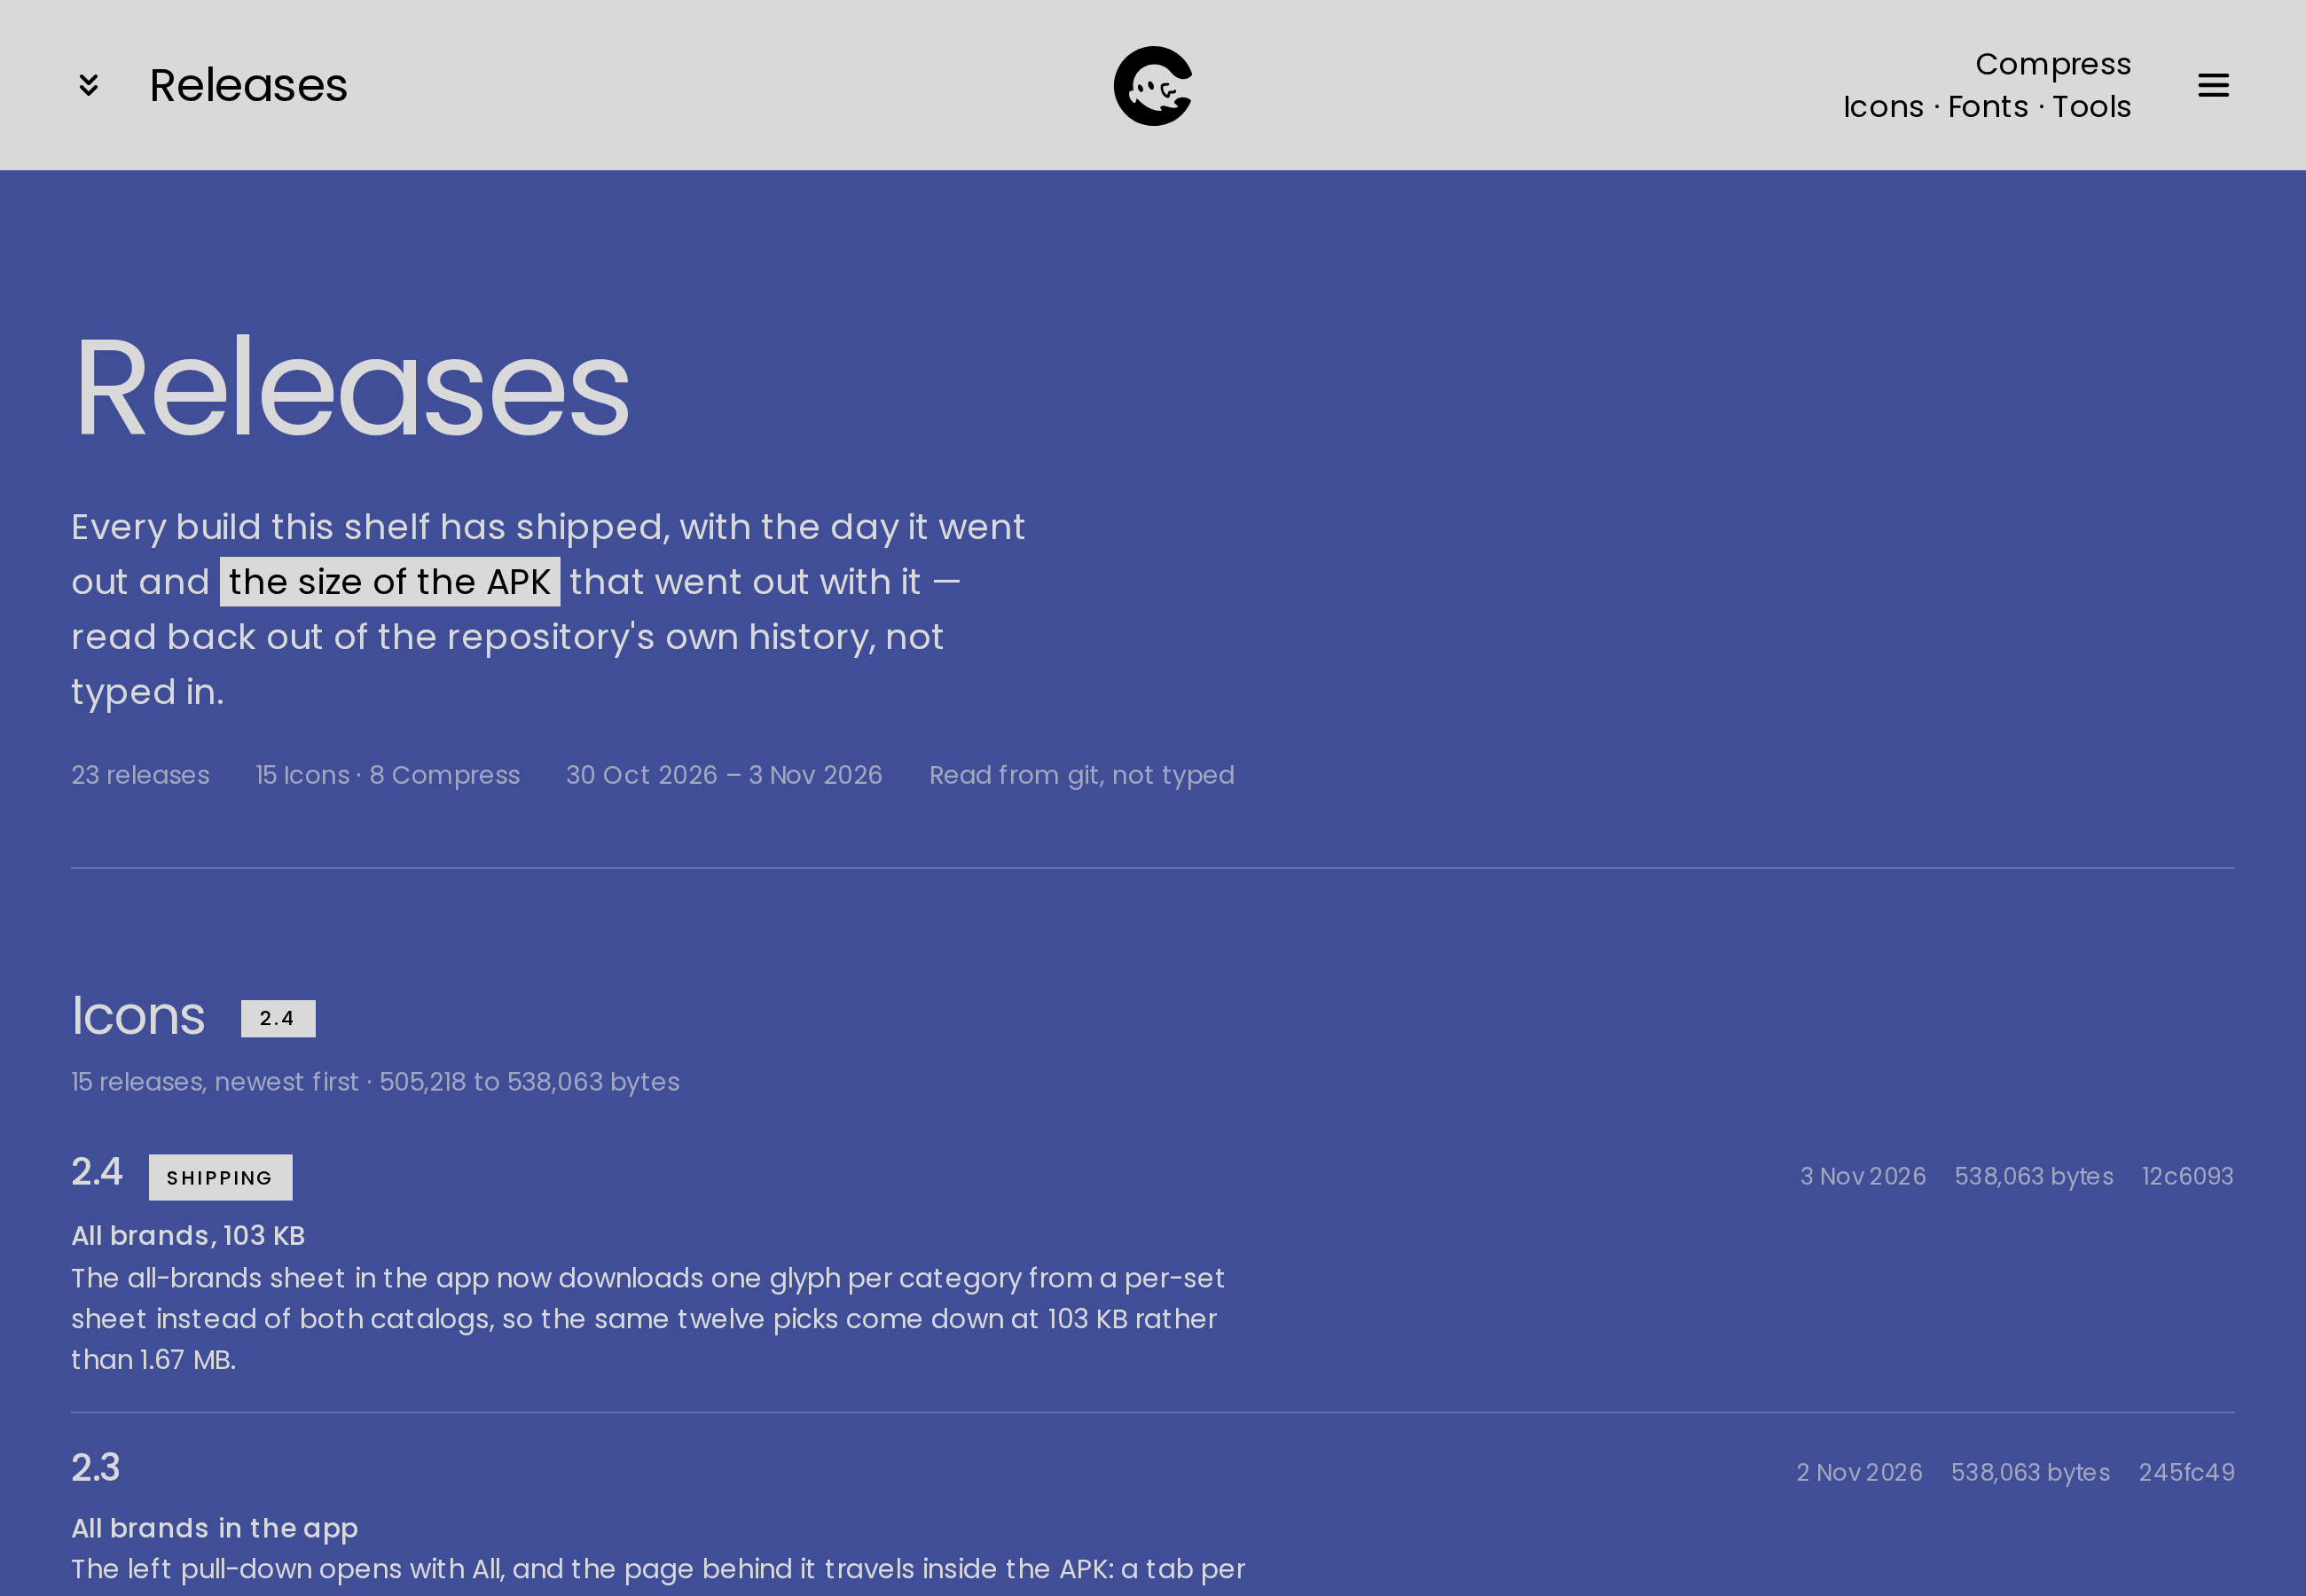 Releases
Compress
Icons · Fonts · Tools
Releases
Every build this shelf has shipped, with the day it went
out and the size of the APK that went out with it —
read back out of the repository's own history, not
typed in.
23 releases 15 Icons · 8 Compress 30 Oct 2026 – 3 Nov 2026 Read from git, not typed
Icons 2.4
15 releases, newest first · 505,218 to 538,063 bytes
2.4 SHIPPING 3 Nov 2026 538,063 bytes 12c6093
All brands, 103 KB
The all-brands sheet in the app now downloads one glyph per category from a per-set
sheet instead of both catalogs, so the same twelve picks come down at 103 KB rather
than 1.67 MB.
2.3 2 Nov 2026 538,063 bytes 245fc49
All brands in the app
The left pull-down opens with All, and the page behind it travels inside the APK: a tab per